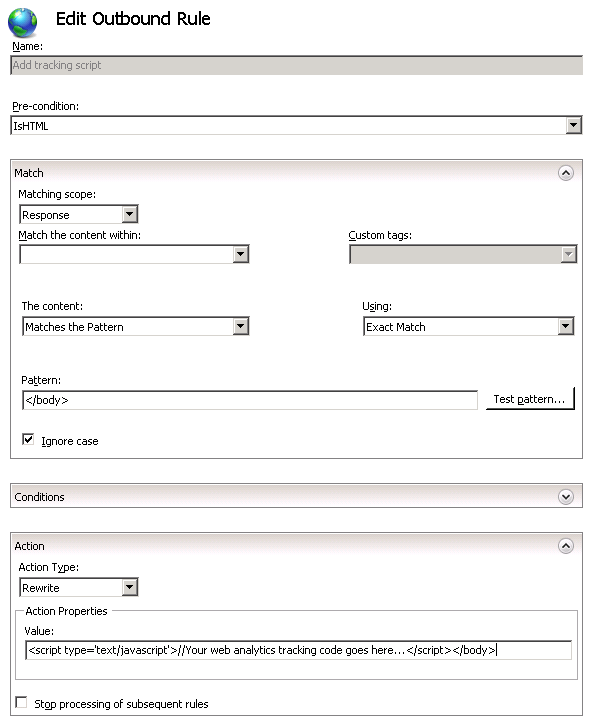 Edit Outbound Rule
Name:
Add tracking script
Pre-condition:
IsHTML
Match
Matching scope:
Response
Match the content within:
Custom tags:
The content:
Using:
Matches the Pattern
Exact Match
Pattern:
</body>
Test pattern...
Ignore case
Conditions
Action
Action Type:
Rewrite
Action Properties
Value:
<script type='text/javascript'>//Your web analytics tracking code goes here...</script></body>
Stop processing of subsequent rules